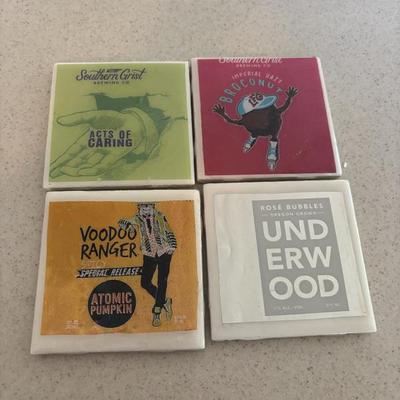 Southern Grist
BREWING CO
ACTS OF
CARING
Southern Grist
BREWING CO
IMPERIAL HAZE
BROCONUT
VOODOO
RANGER
SPECIAL RELEASE
ATOMIC
PUMPKIN
ROSÉ BUBBLES
OREGON GROWN
UND
ERW
OOD